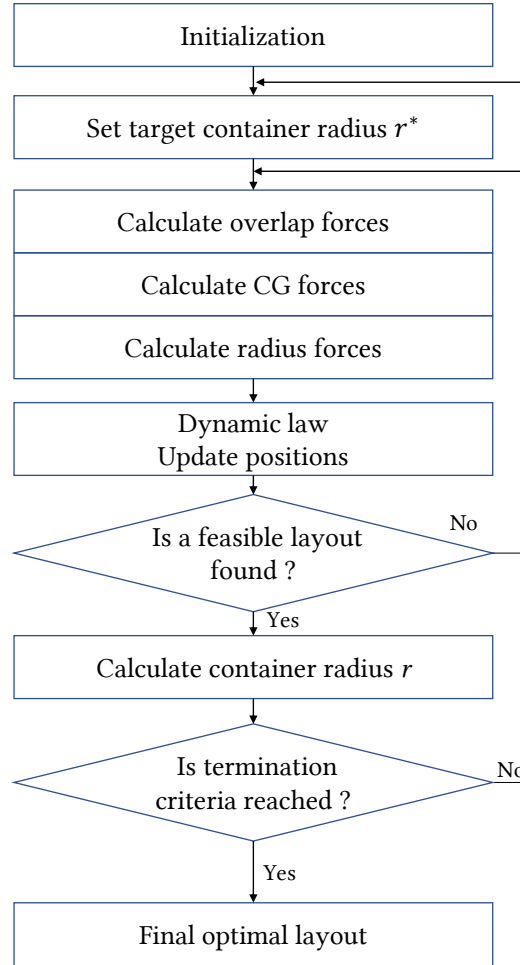 Initialization
Set target container radius r*
Calculate overlap forces
Calculate CG forces
Calculate radius forces
Dynamic law
Update positions
Is a feasible layout
found ?
No
Yes
Calculate container radius r
Is termination
criteria reached ?
No
Yes
Final optimal layout